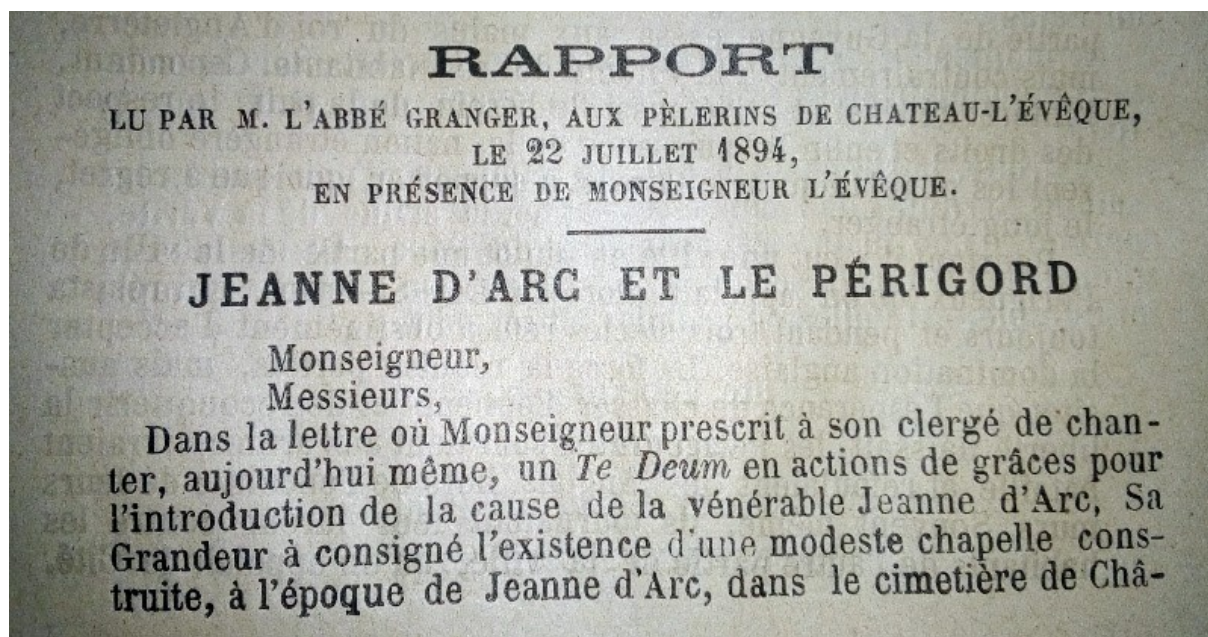 RAPPORT
LU PAR M. L'ABBÉ GRANGER, AUX PÈLERINS DE CHATEAU-L'ÉVÊQUE,
LE 22 JUILLET 1894,
EN PRÉSENCE DE MONSEIGNEUR L'ÉVÊQUE.
JEANNE D'ARC ET LE PÉRIGORD
Monseigneur,
Messieurs,
Dans la lettre où Monseigneur prescrit à son clergé de chan-
ter, aujourd'hui même, un Te Deum en actions de grâces pour
l'introduction de la cause de la vénérable Jeanne d'Arc, Sa
Grandeur à consigné l'existence d'une modeste chapelle cons-
truite, à l'époque de Jeanne d'Arc, dans le cimetière de Châ-